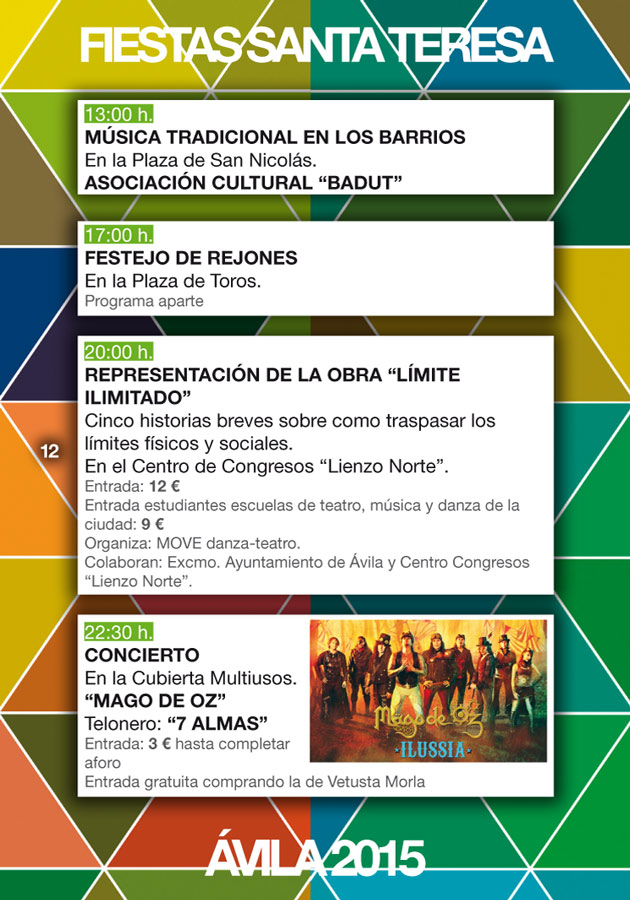 FIESTAS SANTA TERESA
13:00 h.
MÚSICA TRADICIONAL EN LOS BARRIOS
En la Plaza de San Nicolás.
ASOCIACIÓN CULTURAL “BADUT”
17:00 h.
FESTEJO DE REJONES
En la Plaza de Toros.
Programa aparte
20:00 h.
REPRESENTACIÓN DE LA OBRA “LÍMITE
ILIMITADO”
Cinco historias breves sobre como traspasar los
límites físicos y sociales.
12
En el Centro de Congresos “Lienzo Norte”.
Entrada: 12 €
Entrada estudiantes escuelas de teatro, música y danza de la
ciudad: 9 €
Organiza: MOVE danza-teatro.
Colaboran: Excmo. Ayuntamiento de Ávila y Centro Congresos
“Lienzo Norte”.
22:30 h.
CONCIERTO
En la Cubierta Multiusos.
“MAGO DE OZ”
Telonero: “7 ALMAS”
Entrada: 3 € hasta completar
aforo
Entrada gratuita comprando la de Vetusta Morla
Mago de Oz
·ILUSSIA·
ÁVILA 2015